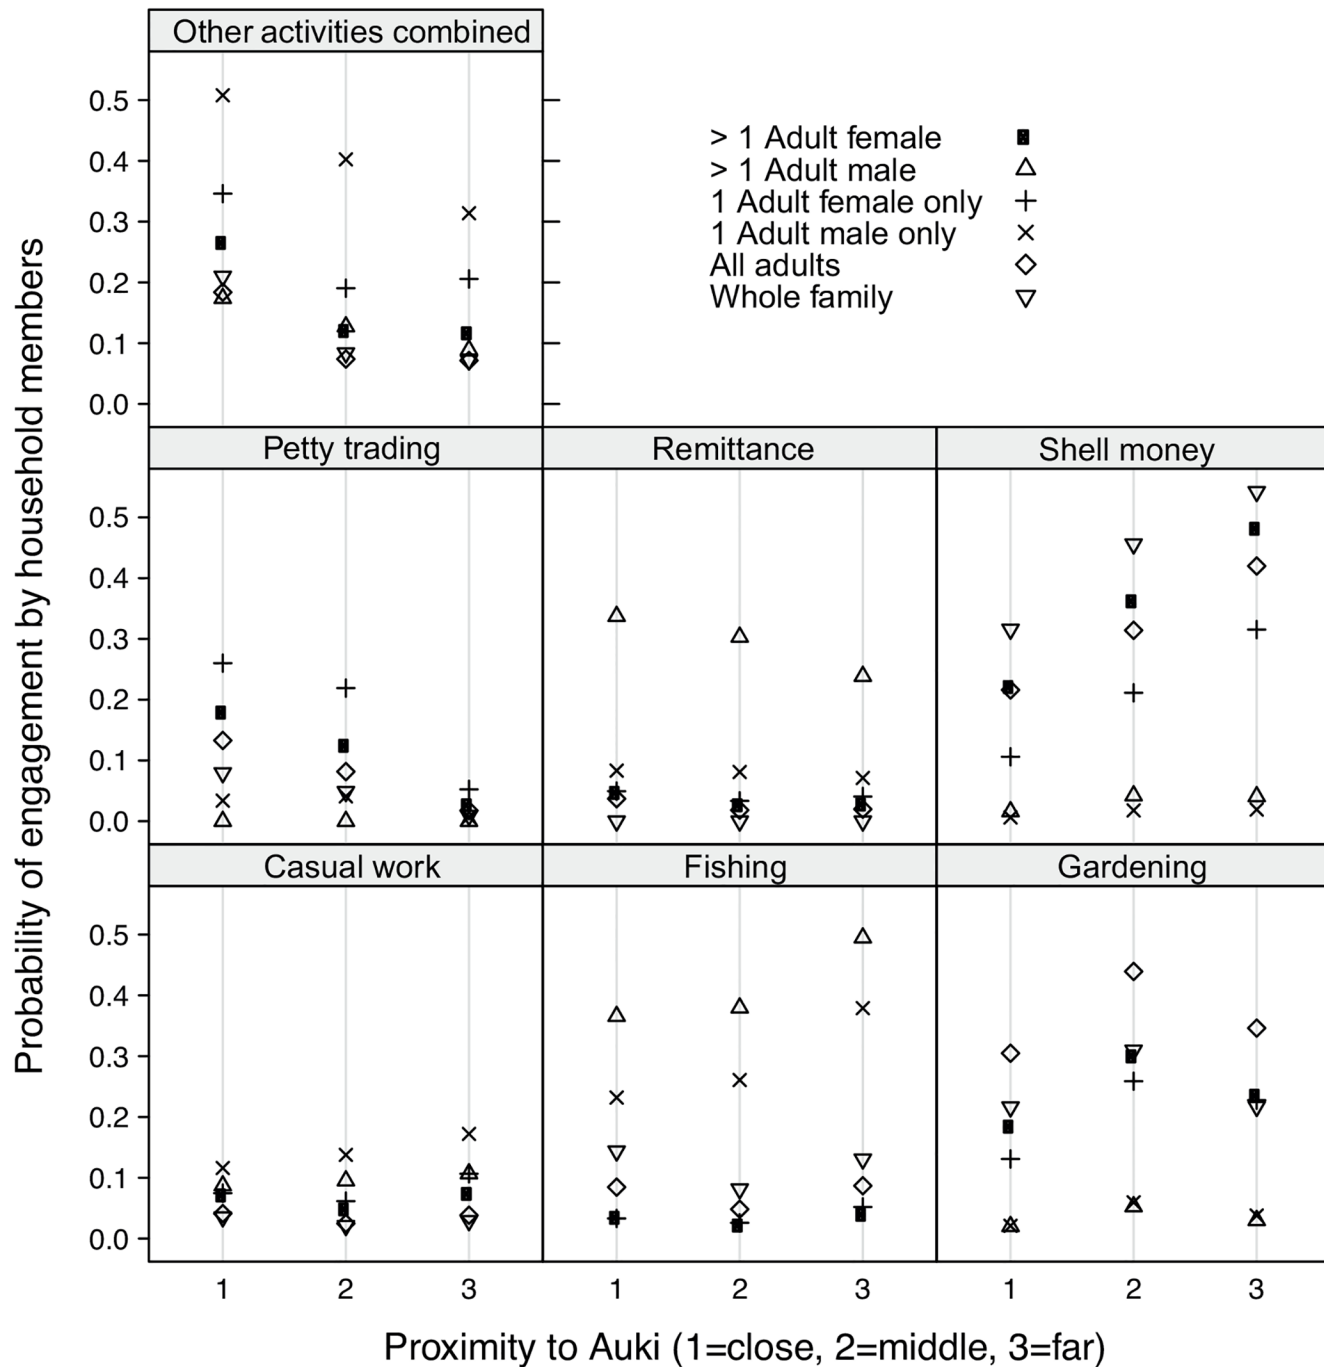 Other activities combined
0.5
0.4
0.3
0.2
0.1
0.0
> 1 Adult female
> 1 Adult male
1 Adult female only
1 Adult male only
All adults
Whole family
Probability of engagement by household members
Petty trading
Remittance
Shell money
0.5
0.4
0.3
0.2
0.1
0.0
Casual work
Fishing
Gardening
0.5
0.4
0.3
0.2
0.1
0.0
1 2 3 1 2 3 1 2 3
Proximity to Auki (1=close, 2=middle, 3=far)